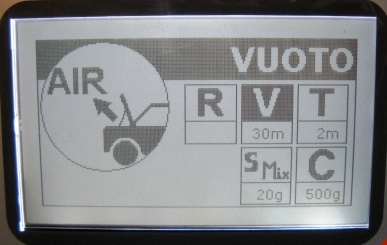 VUOTO
AIR
R V T
30m 2m
S Mix C
20g 500g